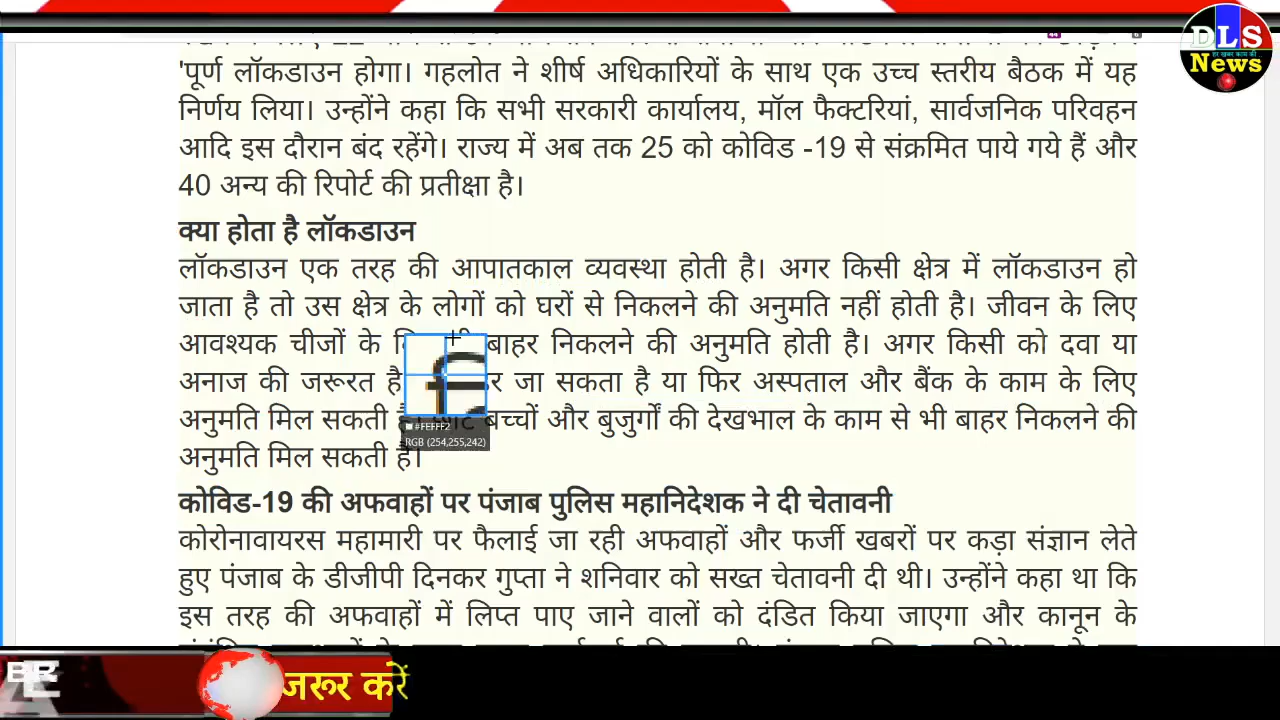 DLS
हर खबर काम की
News
'पूर्ण लॉकडाउन होगा। गहलोत ने शीर्ष अधिकारियों के साथ एक उच्च स्तरीय बैठक में यह
निर्णय लिया। उन्होंने कहा कि सभी सरकारी कार्यालय, मॉल फैक्टरियां, सार्वजनिक परिवहन
आदि इस दौरान बंद रहेंगे। राज्य में अब तक 25 को कोविड -19 से संक्रमित पाये गये हैं और
40 अन्य की रिपोर्ट की प्रतीक्षा है।
क्या होता है लॉकडाउन
लॉकडाउन एक तरह की आपातकाल व्यवस्था होती है। अगर किसी क्षेत्र में लॉकडाउन हो
जाता है तो उस क्षेत्र के लोगों को घरों से निकलने की अनुमति नहीं होती है। जीवन के लिए
आवश्यक चीजों के बाहर निकलने की अनुमति होती है। अगर किसी को दवा या
अनाज की जरूरत है जा सकता है या फिर अस्पताल और बैंक के काम के लिए
अनुमति मिल सकती है। बच्चों और बुजुर्गों की देखभाल के काम से भी बाहर निकलने की
अनुमति मिल सकती है।
#FEFFF2
RGB (254,255,242)
कोविड-19 की अफवाहों पर पंजाब पुलिस महानिदेशक ने दी चेतावनी
कोरोनावायरस महामारी पर फैलाई जा रही अफवाहों और फर्जी खबरों पर कड़ा संज्ञान लेते
हुए पंजाब के डीजीपी दिनकर गुप्ता ने शनिवार को सख्त चेतावनी दी थी। उन्होंने कहा था कि
इस तरह की अफवाहों में लिप्त पाए जाने वालों को दंडित किया जाएगा और कानून के
जरूर करें